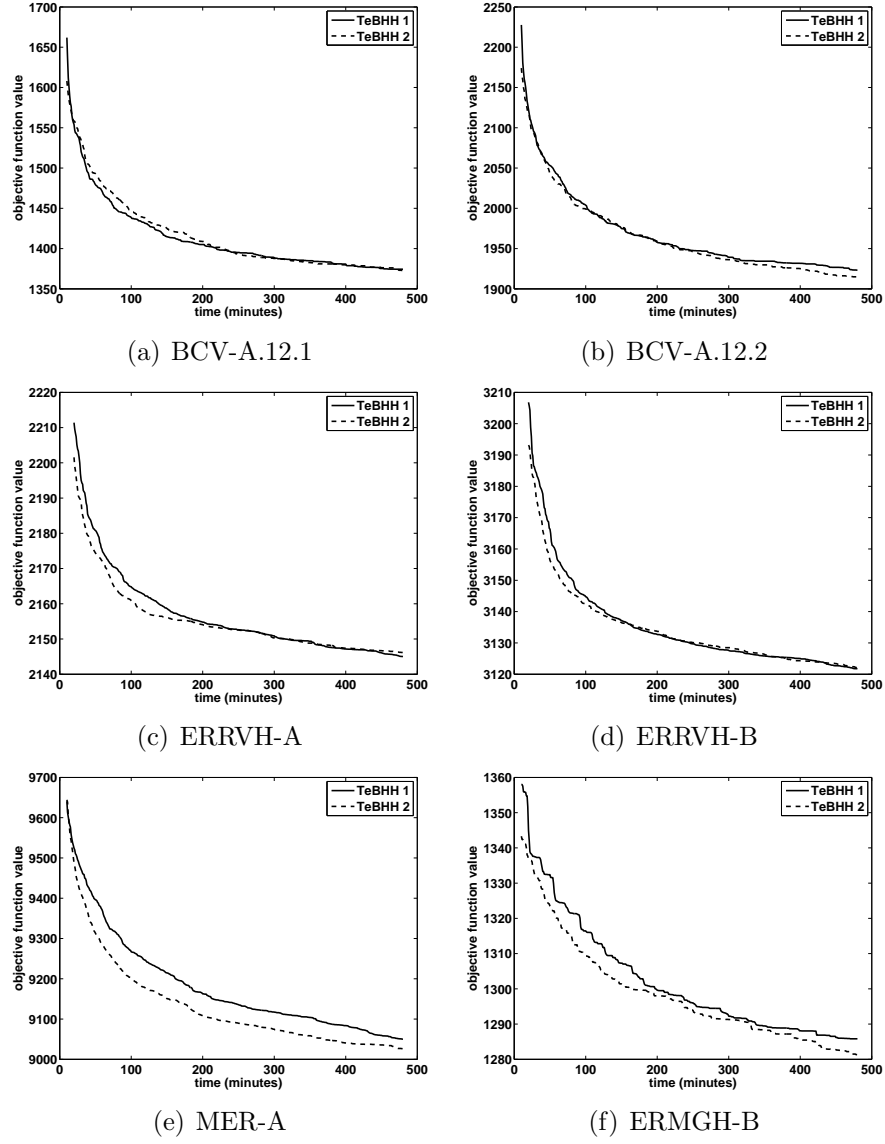 1700
1650
1600
1550
1500
1450
1400
1350
objective function value
0 100 200 300 400 500
time (minutes)
TeBHH 1
TeBHH 2
(a) BCV-A.12.1
2250
2200
2150
2100
2050
2000
1950
1900
objective function value
0 100 200 300 400 500
time (minutes)
TeBHH 1
TeBHH 2
(b) BCV-A.12.2
2220
2210
2200
2190
2180
2170
2160
2150
2140
objective function value
0 100 200 300 400 500
time (minutes)
TeBHH 1
TeBHH 2
(c) ERRVH-A
3210
3200
3190
3180
3170
3160
3150
3140
3130
3120
objective function value
0 100 200 300 400 500
time (minutes)
TeBHH 1
TeBHH 2
(d) ERRVH-B
9700
9600
9500
9400
9300
9200
9100
9000
objective function value
0 100 200 300 400 500
time (minutes)
TeBHH 1
TeBHH 2
(e) MER-A
1360
1350
1340
1330
1320
1310
1300
1290
1280
objective function value
0 100 200 300 400 500
time (minutes)
TeBHH 1
TeBHH 2
(f) ERMGH-B